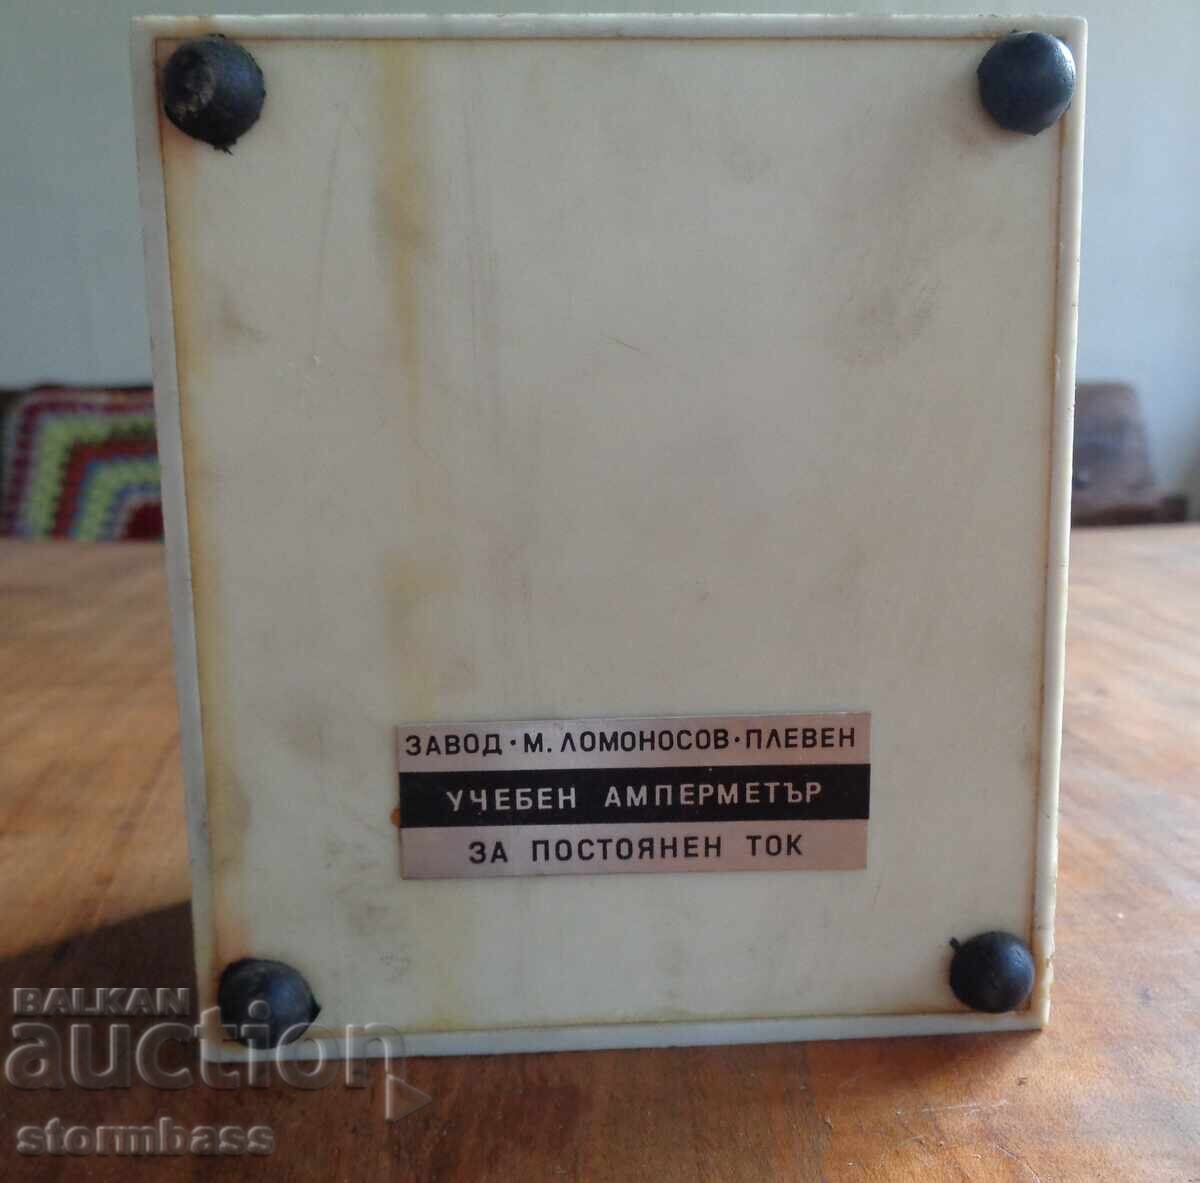 ЗАВОД · М. ЛОМОНОСОВ · ПЛЕВЕН
УЧЕБЕН АМПЕРМЕТЪР
ЗА ПОСТОЯНЕН ТОК
BALKAN
auction
stormbass